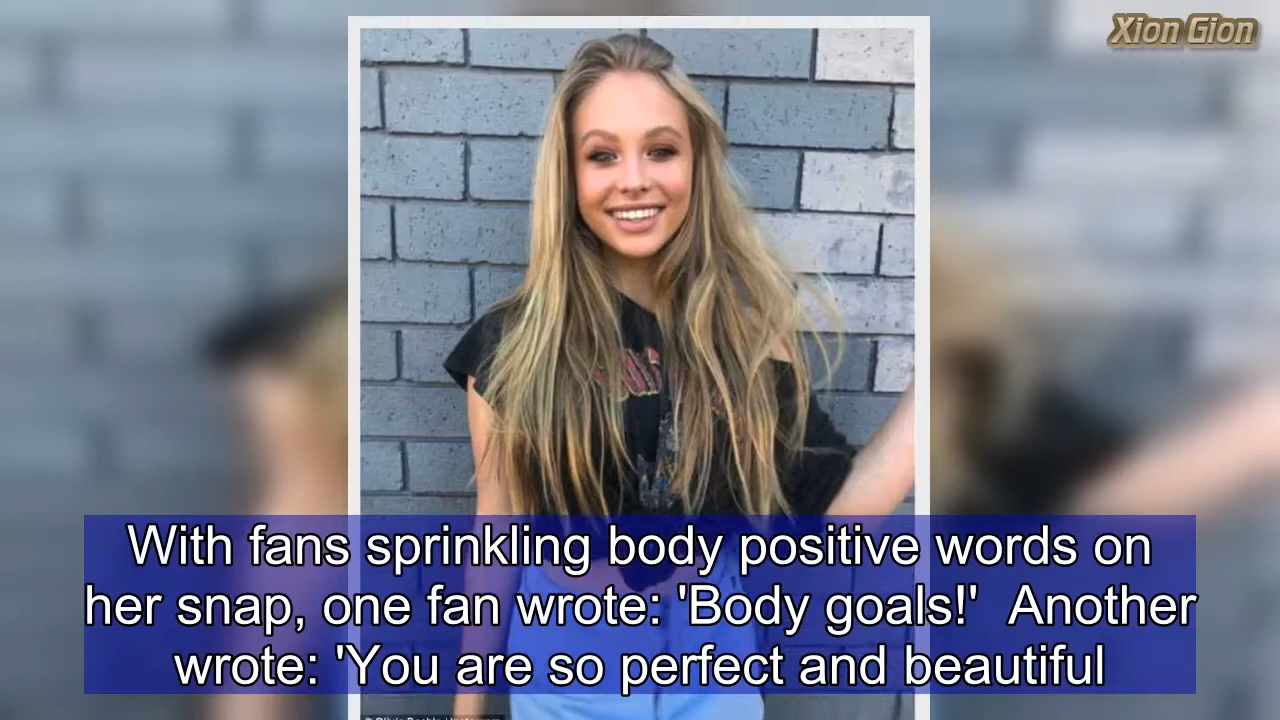 Xion Gion
With fans sprinkling body positive words on
her snap, one fan wrote: 'Body goals!'  Another
wrote: 'You are so perfect and beautiful